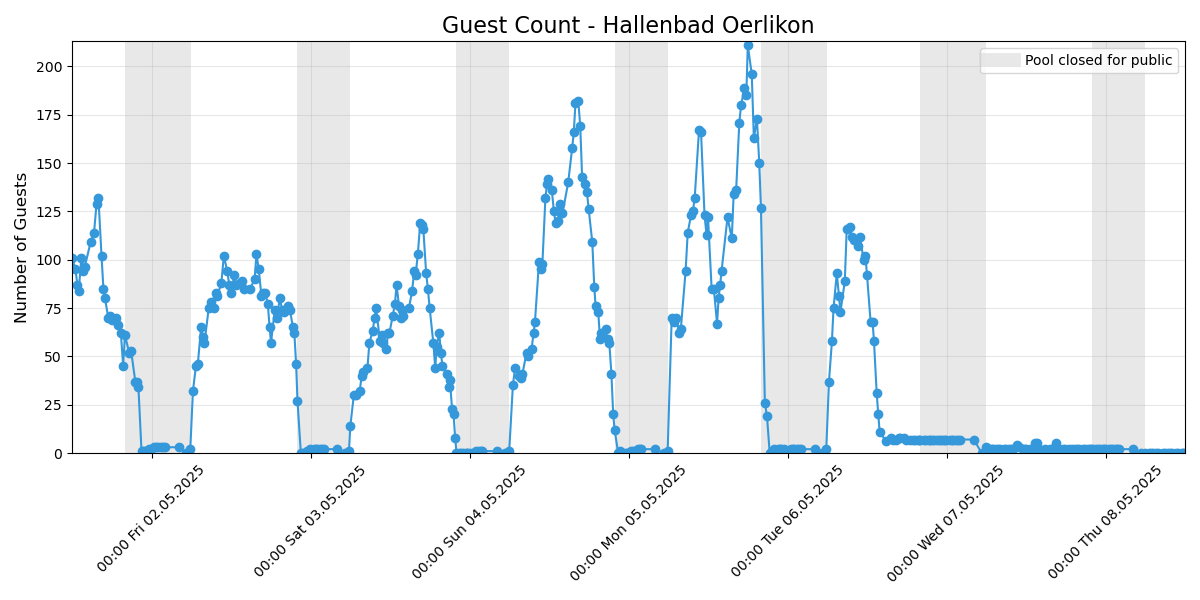 Guest Count - Hallenbad Oerlikon
Pool closed for public
Number of Guests
200
175
150
125
100
75
50
25
0
00:00 Fri 02.05.2025
00:00 Sat 03.05.2025
00:00 Sun 04.05.2025
00:00 Mon 05.05.2025
00:00 Tue 06.05.2025
00:00 Wed 07.05.2025
00:00 Thu 08.05.2025